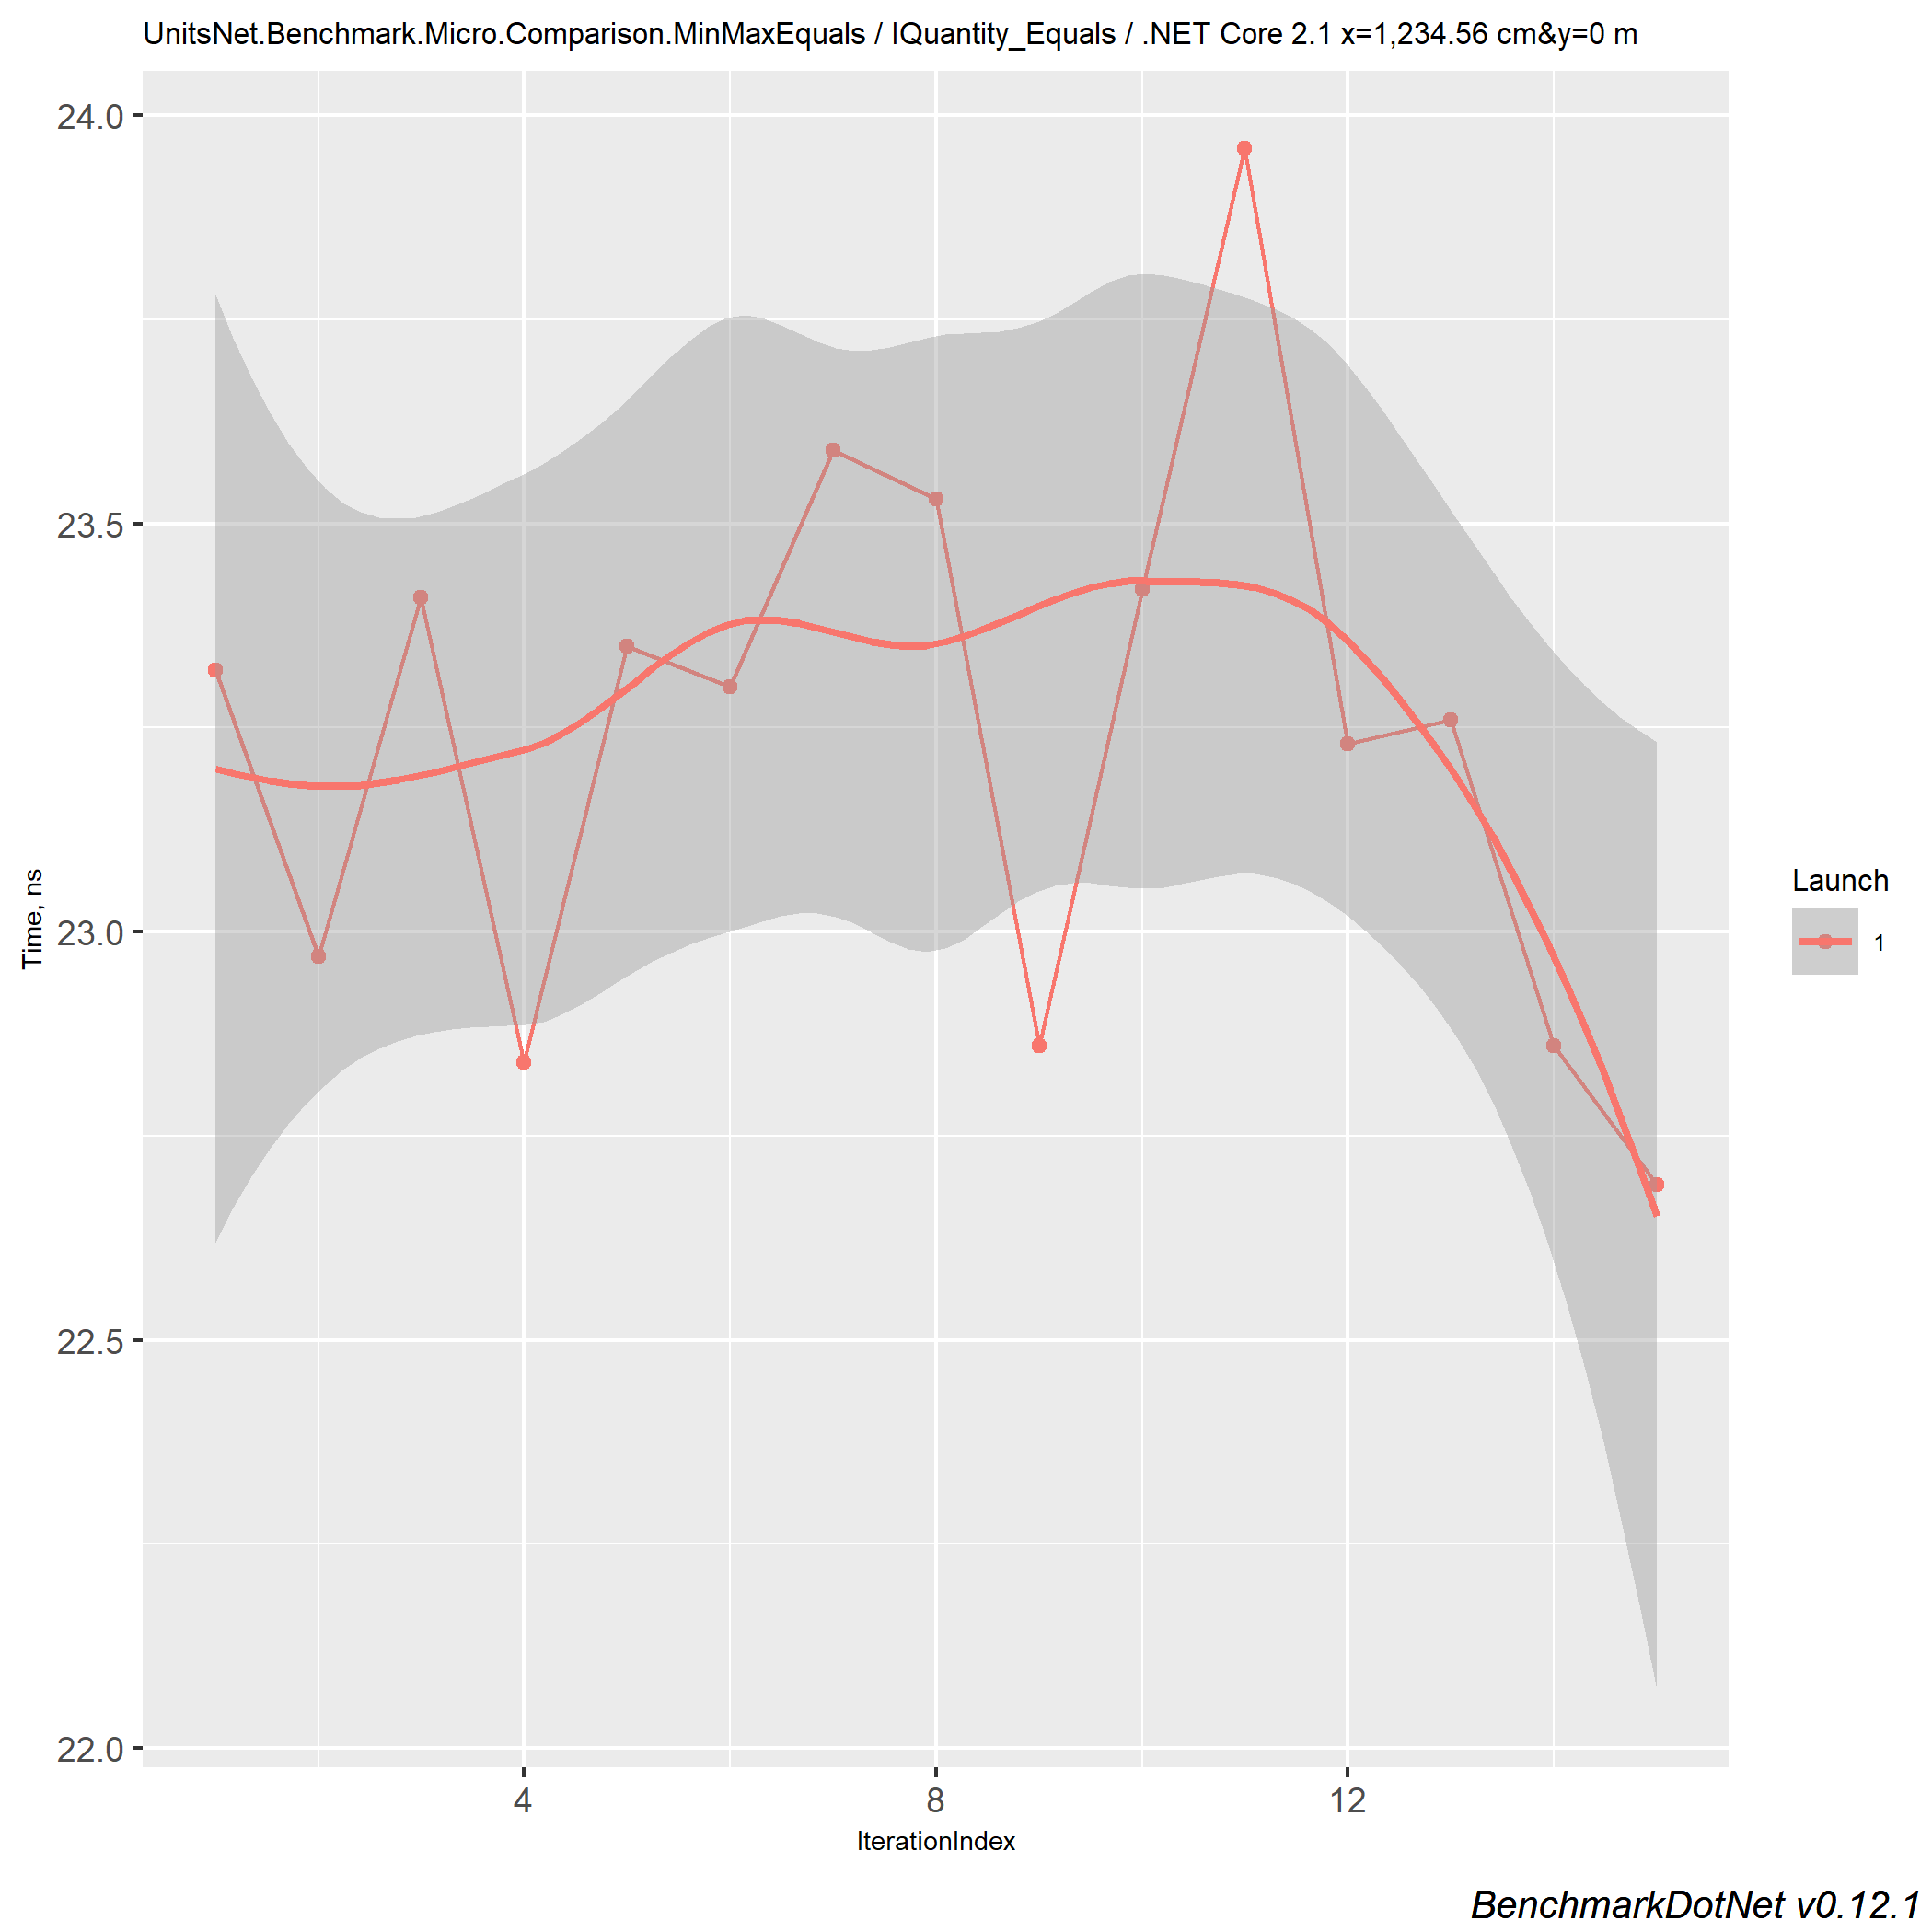 UnitsNet.Benchmark.Micro.Comparison.MinMaxEquals / IQuantity_Equals / .NET Core 2.1 x=1,234.56 cm&y=0 m
24.0
23.5
23.0
22.5
22.0
Time, ns
4 8 12
IterationIndex
Launch
1
BenchmarkDotNet v0.12.1